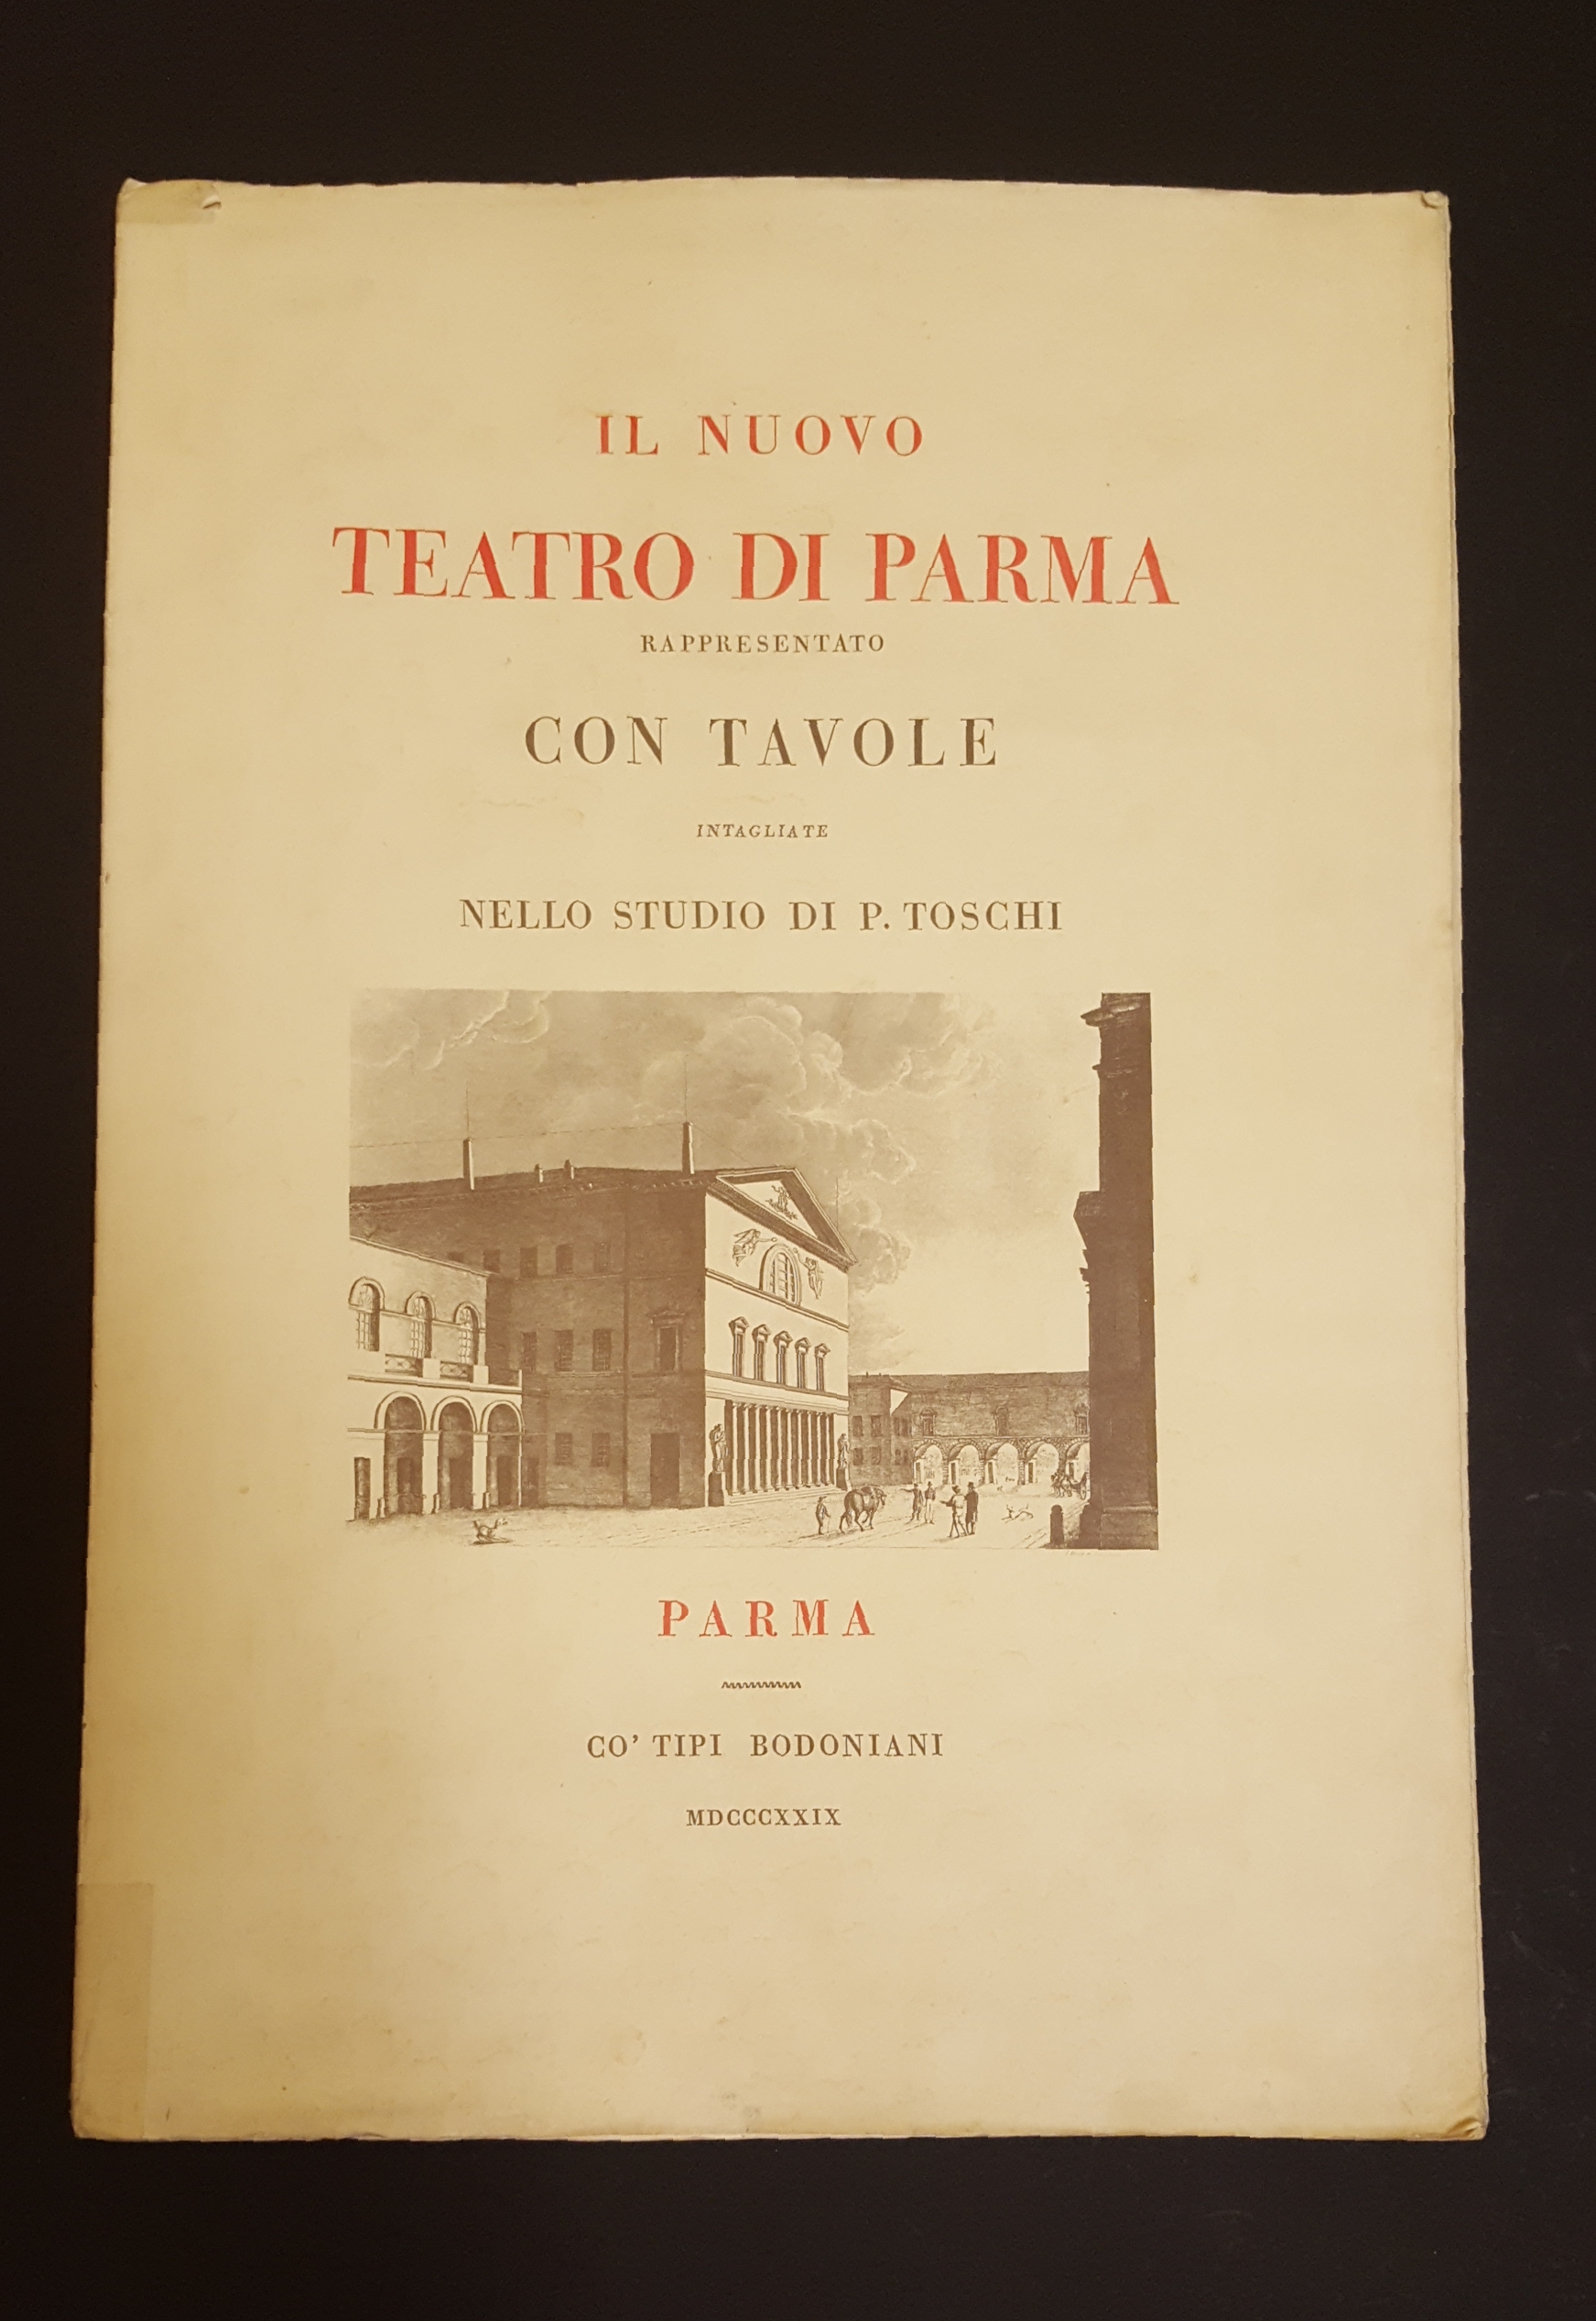 IL NUOVO
TEATRO DI PARMA
RAPPRESENTATO
CON TAVOLE
INTAGLIATE
NELLO STUDIO DI P. TOSCHI
PARMA
CO' TIPI BODONIANI
MDCCCXXIX